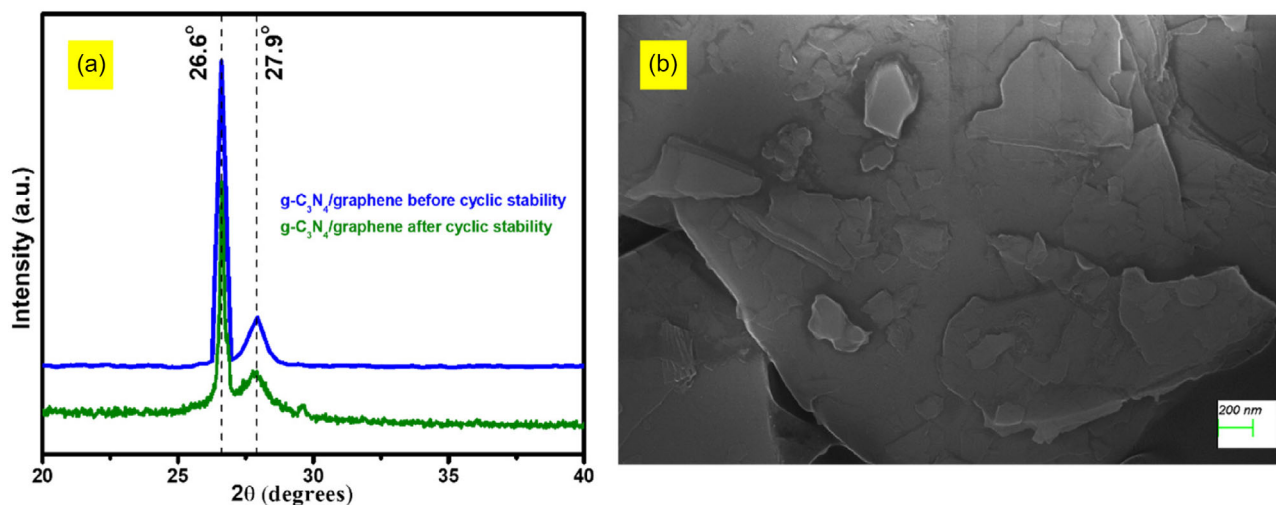 (a)
26.6°
27.9°
g-C₃N₄/graphene before cyclic stability
g-C₃N₄/graphene after cyclic stability
Intensity (a.u.)
20 25 30 35 40
2θ (degrees)
(b)
200 nm